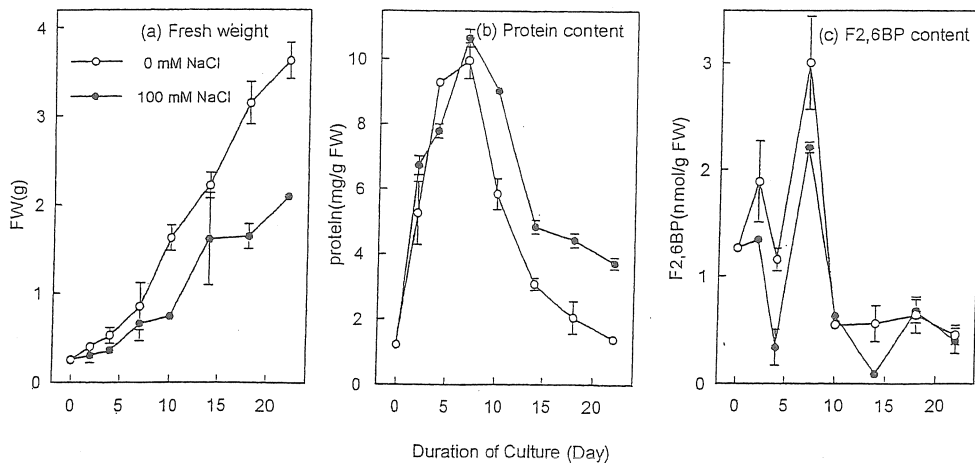 (a) Fresh weight
0 mM NaCl
100 mM NaCl
FW(g)
4
3
2
1
0
0 5 10 15 20
(b) Protein content
protein(mg/g FW)
10
8
6
4
2
0
0 5 10 15 20
(c) F2,6BP content
F2,6BP(nmol/g FW)
3
2
1
0
0 5 10 15 20
Duration of Culture (Day)